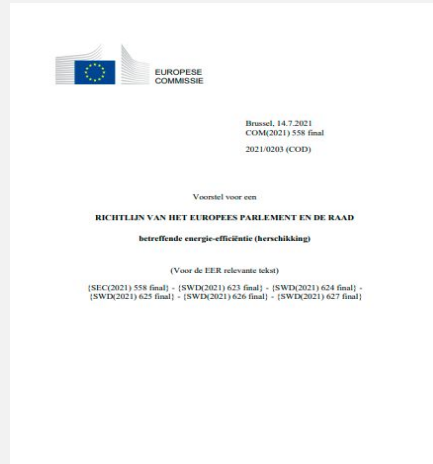 EUROPESE
COMMISSIE
Brussel, 14.7.2021
COM(2021) 558 final
2021/0203 (COD)
Voorstel voor een
RICHTLIJN VAN HET EUROPEES PARLEMENT EN DE RAAD
betreffende energie-efficiëntie (herschikking)
(Voor de EER relevante tekst)
{SEC(2021) 558 final} - {SWD(2021) 623 final} - {SWD(2021) 624 final} -
{SWD(2021) 625 final} - {SWD(2021) 626 final} - {SWD(2021) 627 final}